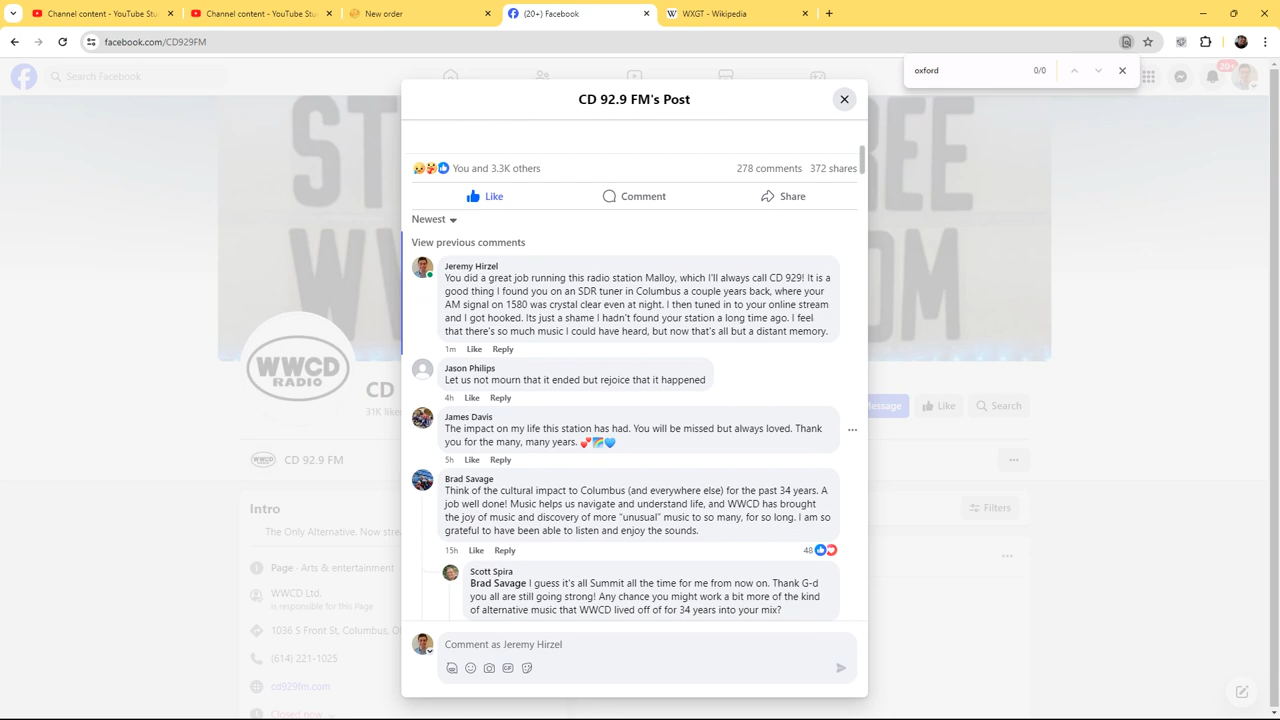 Channel content - YouTube Stu
Channel content - YouTube Stu
New order
(20+) Facebook
WXGT - Wikipedia
facebook.com/CD929FM
oxford
0/0
Search Facebook
20+
CD 92.9 FM's Post
You and 3.3K others
278 comments
372 shares
Like
Comment
Share
Newest
View previous comments
Jeremy Hirzel
You did a great job running this radio station Malloy, which I'll always call CD 929! It is a
good thing I found you on an SDR tuner in Columbus a couple years back, where your
AM signal on 1580 was crystal clear even at night. I then tuned in to your online stream
and I got hooked. Its just a shame I hadn't found your station a long time ago. I feel
that there's so much music I could have heard, but now that's all but a distant memory.
1m Like Reply
Jason Philips
Let us not mourn that it ended but rejoice that it happened
4h Like Reply
James Davis
The impact on my life this station has had. You will be missed but always loved. Thank
you for the many, many years. 💕🌈💙
5h Like Reply
Brad Savage
Think of the cultural impact to Columbus (and everywhere else) for the past 34 years. A
job well done! Music helps us navigate and understand life, and WWCD has brought
the joy of music and discovery of more "unusual" music to so many, for so long. I am so
grateful to have been able to listen and enjoy the sounds.
15h Like Reply 48
Scott Spira
Brad Savage I guess it's all Summit all the time for me from now on. Thank G-d
you all are still going strong! Any chance you might work a bit more of the kind
of alternative music that WWCD lived off of for 34 years into your mix?
Comment as Jeremy Hirzel
GIF
WWCD
RADIO
CD
31K like
Message
Like
Search
CD 92.9 FM
Intro
Filters
The Only Alternative. Now strea
Page · Arts & entertainment
WWCD Ltd.
is responsible for this Page
1036 S Front St, Columbus, O
(614) 221-1025
cd929fm.com
Closed now